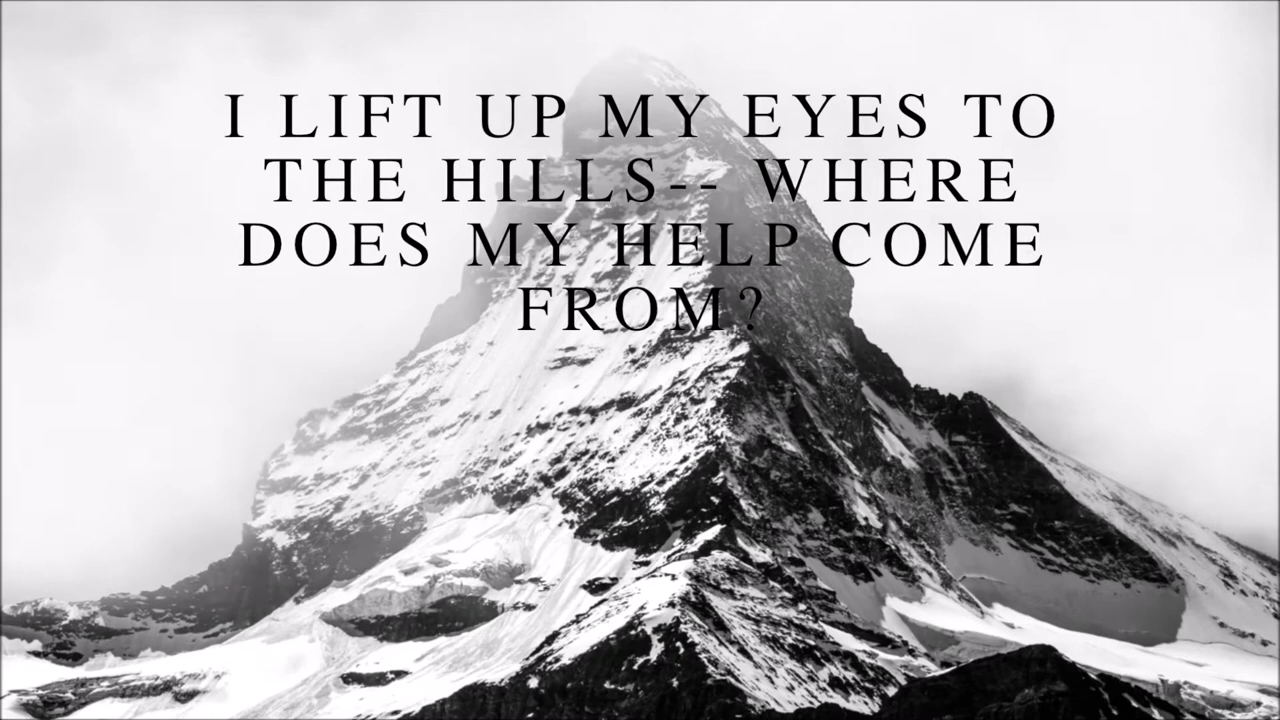 I LIFT UP MY EYES TO
THE HILLS-- WHERE
DOES MY HELP COME
FROM?